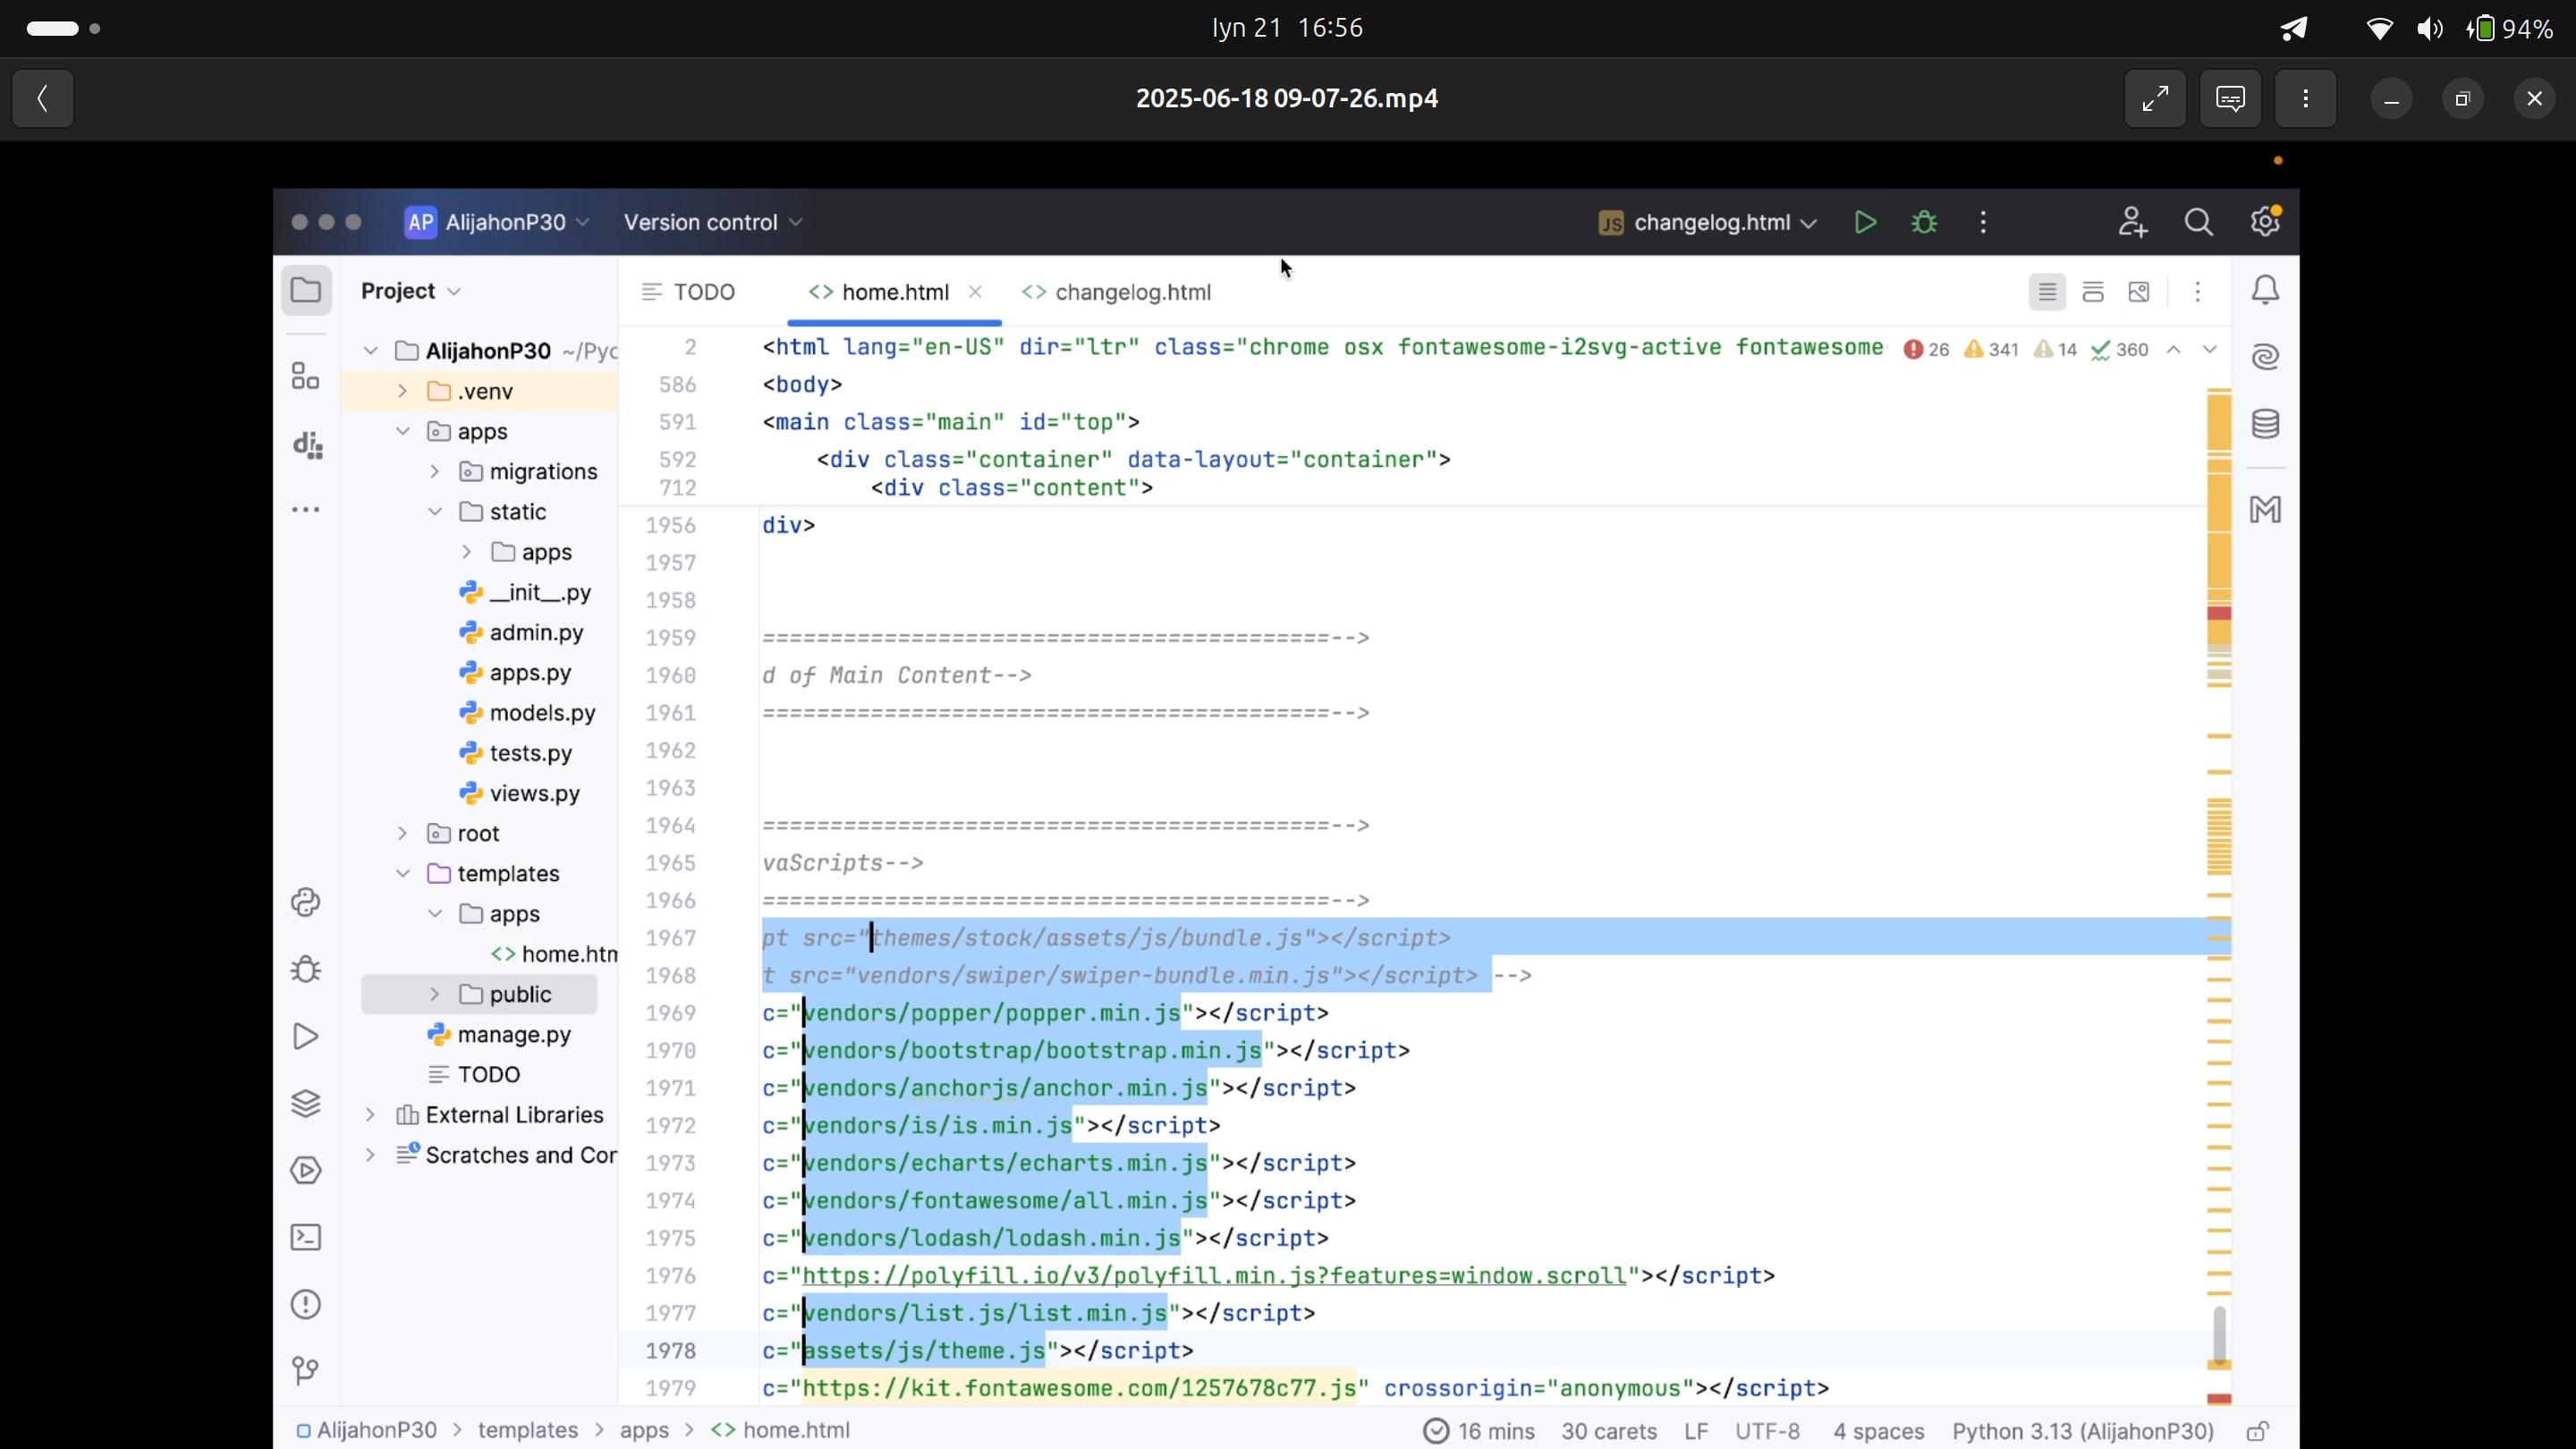 lyn 21 16:56
94%
2025-06-18 09-07-26.mp4
AP AlijahonP30
Version control
JS changelog.html
Project
TODO
<> home.html
<> changelog.html
AlijahonP30 ~/Pyc
.venv
apps
migrations
static
apps
__init__.py
admin.py
apps.py
models.py
tests.py
views.py
root
templates
apps
<> home.htm
public
manage.py
TODO
External Libraries
Scratches and Cor
2 <html lang="en-US" dir="ltr" class="chrome osx fontawesome-i2svg-active fontawesome
26 341 14 360
586 <body>
591 <main class="main" id="top">
592 <div class="container" data-layout="container">
712 <div class="content">
1956 div>
1957
1958
1959 ==========================================-->
1960 d of Main Content-->
1961 ==========================================-->
1962
1963
1964 ==========================================-->
1965 vaScripts-->
1966 ==========================================-->
1967 pt src="themes/stock/assets/js/bundle.js"></script>
1968 t src="vendors/swiper/swiper-bundle.min.js"></script> -->
1969 c="vendors/popper/popper.min.js"></script>
1970 c="vendors/bootstrap/bootstrap.min.js"></script>
1971 c="vendors/anchorjs/anchor.min.js"></script>
1972 c="vendors/is/is.min.js"></script>
1973 c="vendors/echarts/echarts.min.js"></script>
1974 c="vendors/fontawesome/all.min.js"></script>
1975 c="vendors/lodash/lodash.min.js"></script>
1976 c="https://polyfill.io/v3/polyfill.min.js?features=window.scroll"></script>
1977 c="vendors/list.js/list.min.js"></script>
1978 c="assets/js/theme.js"></script>
1979 c="https://kit.fontawesome.com/1257678c77.js" crossorigin="anonymous"></script>
AlijahonP30 > templates > apps > <> home.html
16 mins 30 carets LF UTF-8 4 spaces Python 3.13 (AlijahonP30)